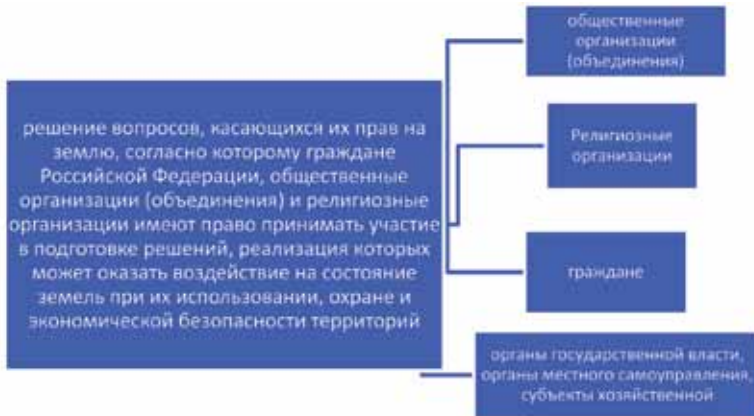 решение вопросов, касающихся их прав на
землю, согласно которому граждане
Российской Федерации, общественные
организации (объединения) и религиозные
организации имеют право принимать участие
в подготовке решений, реализация которых
может оказать воздействие на состояние
земель при их использовании, охране и
экономической безопасности территорий
общественные
организации
(объединения)
Религиозные
организации
граждане
органы государственной власти,
органы местного самоуправления,
субъекты хозяйственной